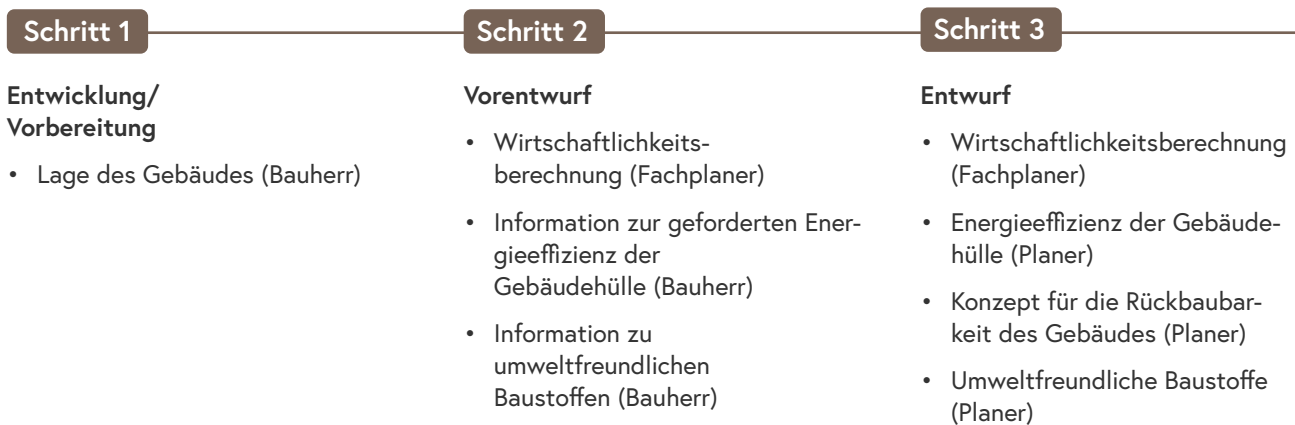 Schritt 1
Entwicklung/
Vorbereitung
• Lage des Gebäudes (Bauherr)
Schritt 2
Vorentwurf
• Wirtschaftlichkeits-
berechnung (Fachplaner)
• Information zur geforderten Ener-
gieeffizienz der
Gebäudehülle (Bauherr)
• Information zu
umweltfreundlichen
Baustoffen (Bauherr)
Schritt 3
Entwurf
• Wirtschaftlichkeitsberechnung
(Fachplaner)
• Energieeffizienz der Gebäude-
hülle (Planer)
• Konzept für die Rückbaubar-
keit des Gebäudes (Planer)
• Umweltfreundliche Baustoffe
(Planer)